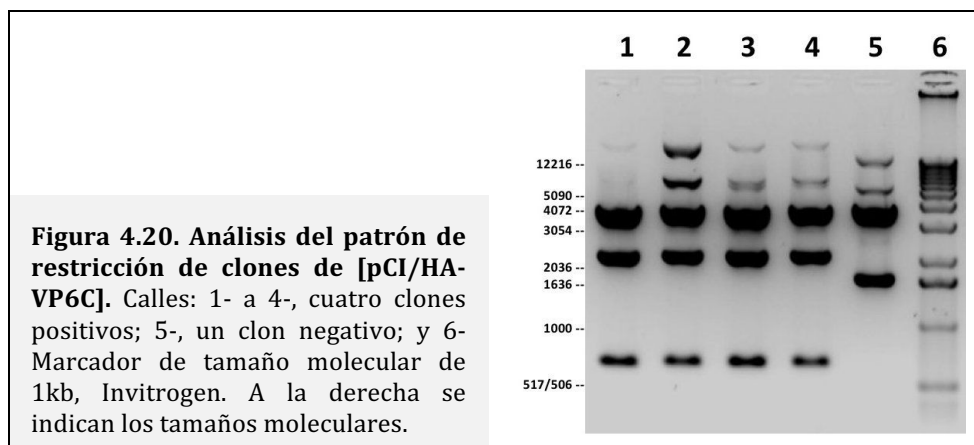 Figura 4.20. Análisis del patrón de
restricción de clones de [pCI/HA-
VP6C]. Calles: 1- a 4-, cuatro clones
positivos; 5-, un clon negativo; y 6-
Marcador de tamaño molecular de
1kb, Invitrogen. A la derecha se
indican los tamaños moleculares.
1 2 3 4 5 6
12216 --
5090 --
4072 --
3054 --
2036 --
1636 --
1000 --
517/506 --